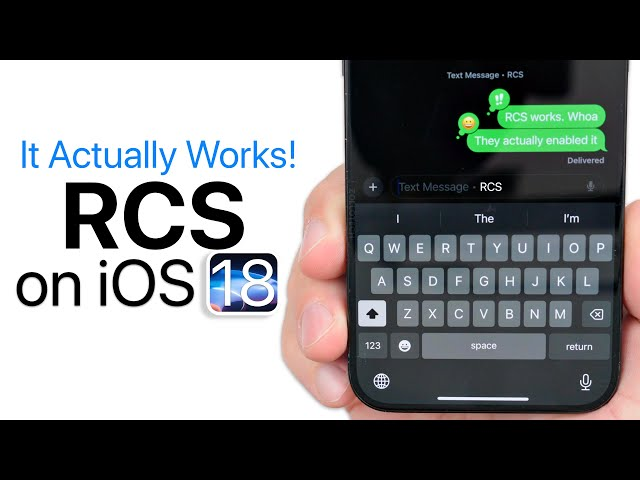 It Actually Works!
RCS
on iOS 18
Text Message • RCS
!!
RCS works. Whoa
They actually enabled it
Delivered
+ Text Message • RCS
I The I'm
Q W E R T Y U I O P
A S D F G H J K L
Z X C V B N M
123 space return